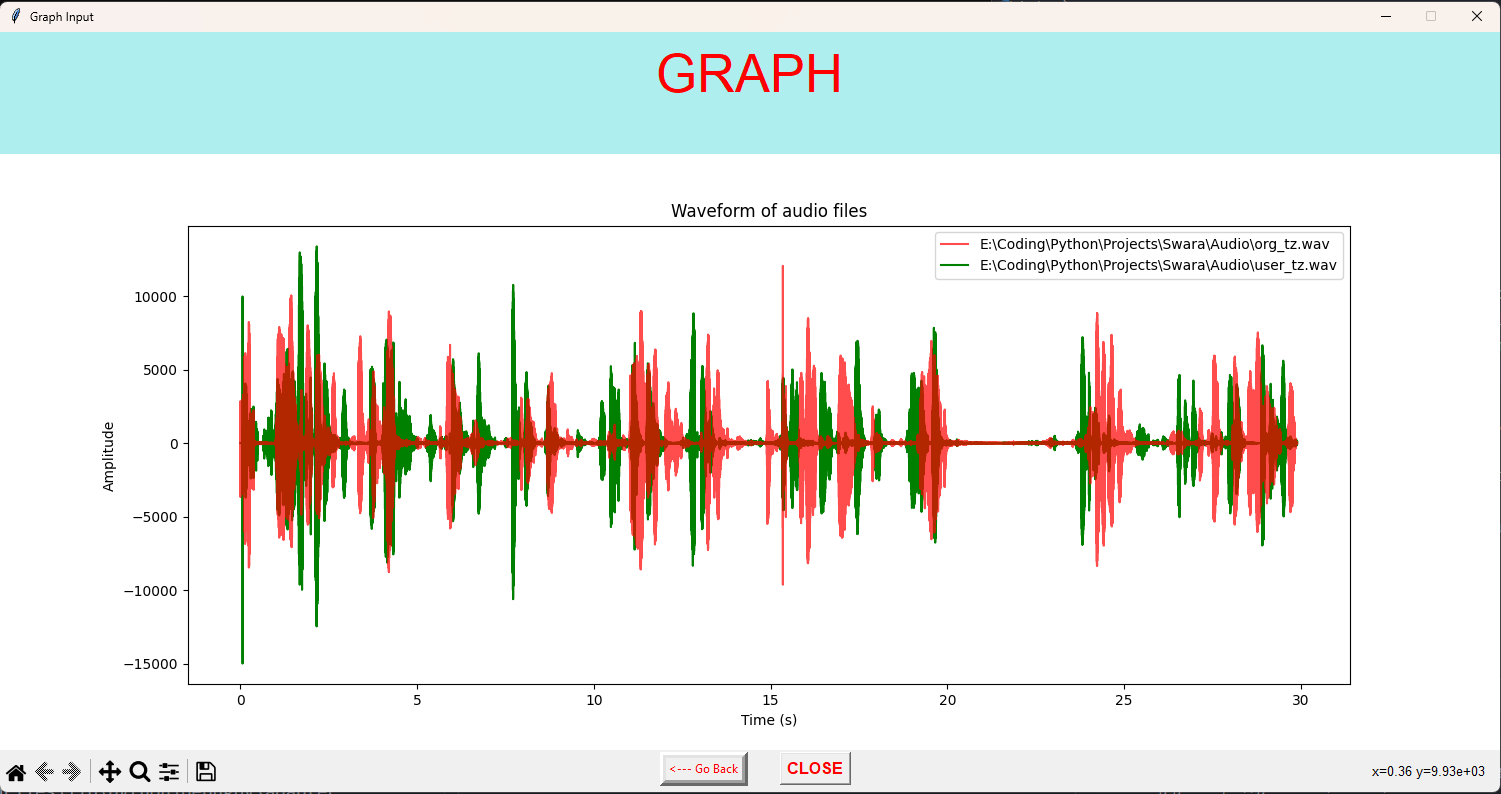 Graph Input
GRAPH
Waveform of audio files
E:\Coding\Python\Projects\Swara\Audio\org_tz.wav
E:\Coding\Python\Projects\Swara\Audio\user_tz.wav
10000
5000
0
−5000
−10000
−15000
Amplitude
0 5 10 15 20 25 30
Time (s)
<--- Go Back
CLOSE
x=0.36 y=9.93e+03